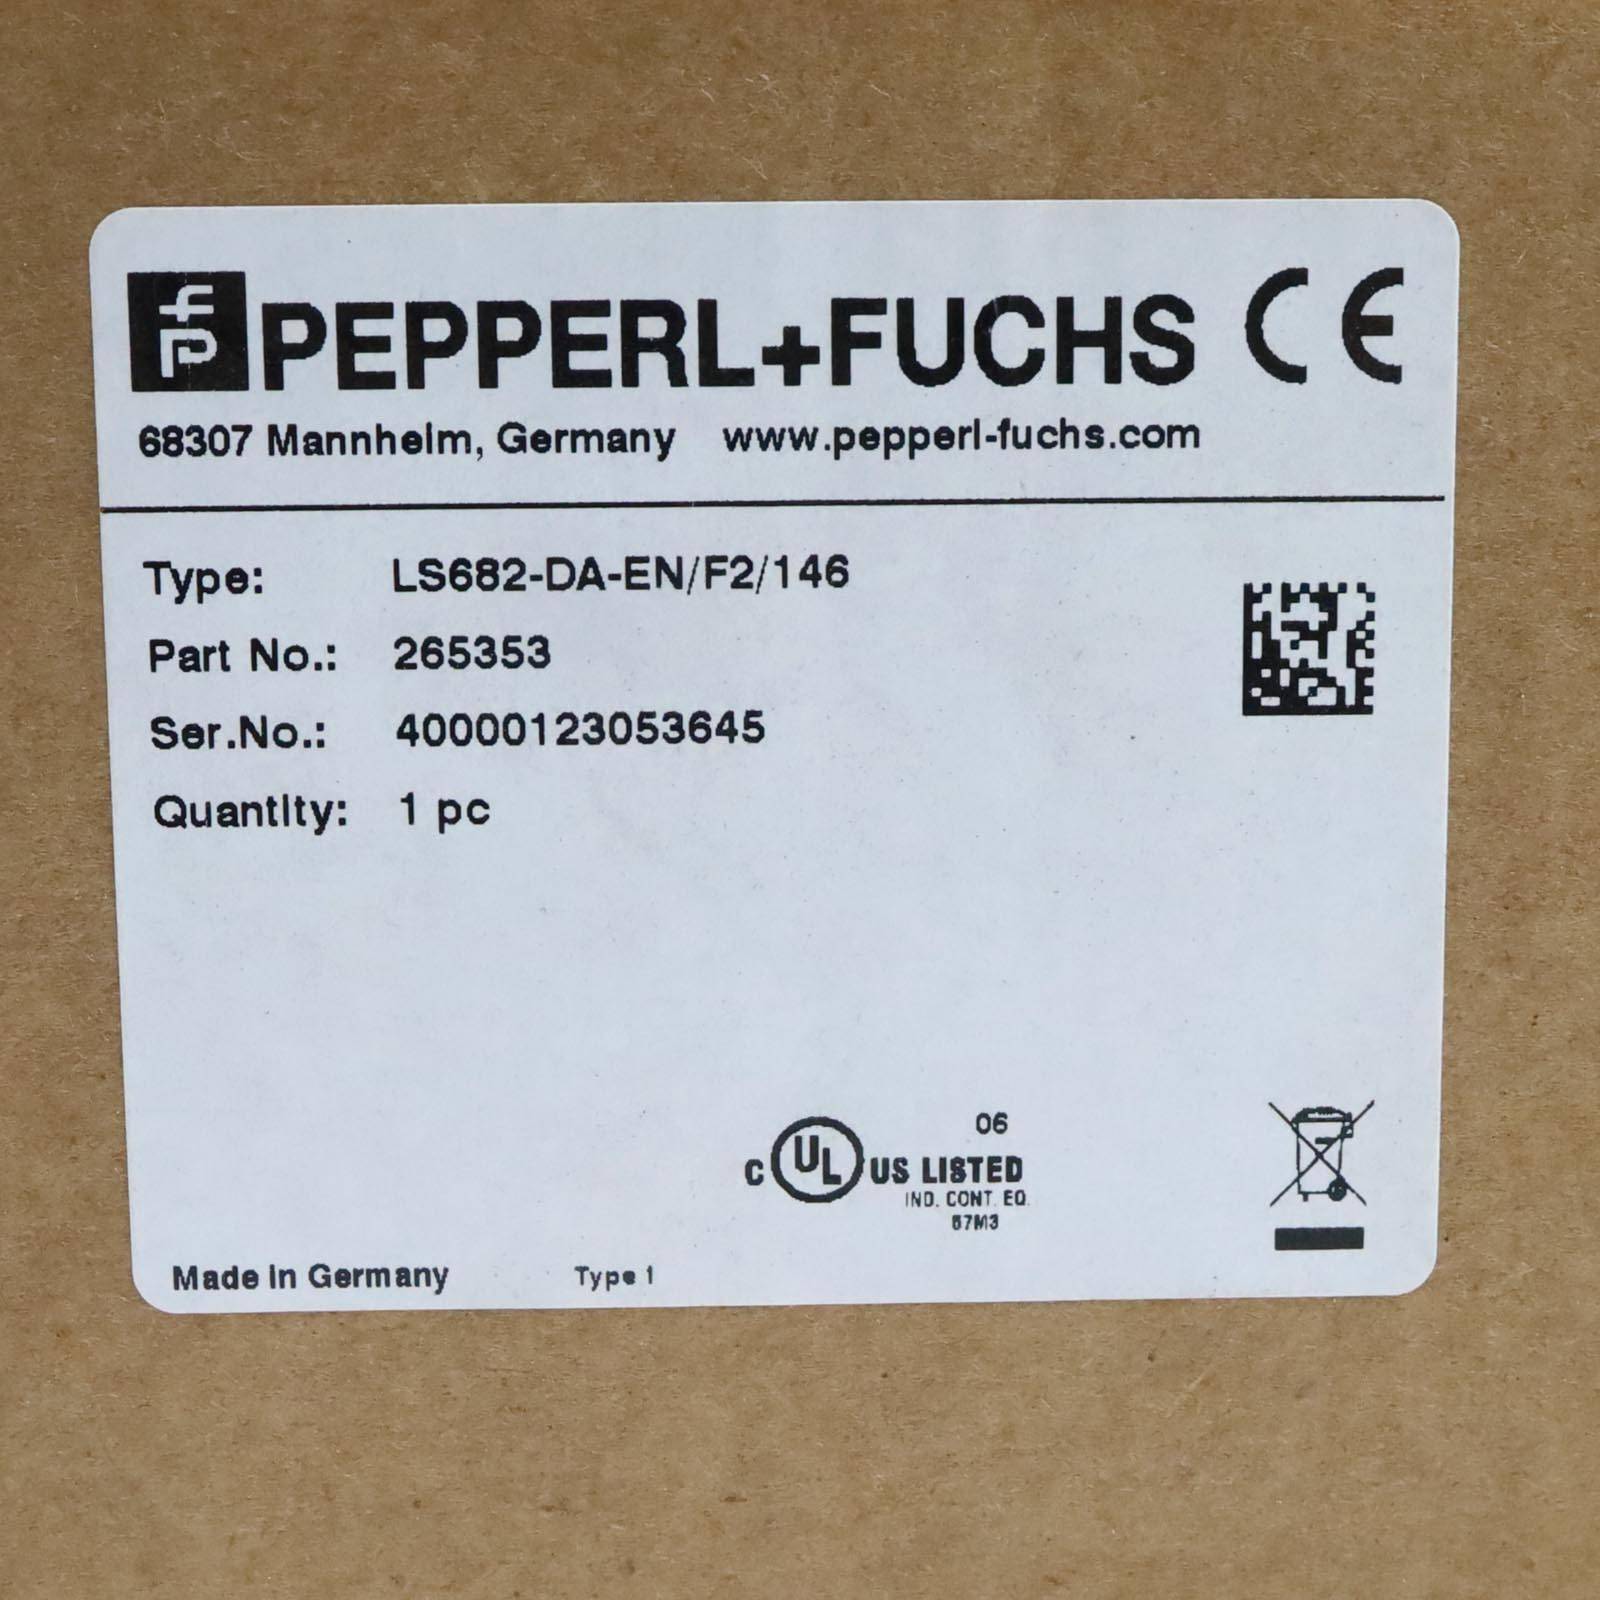 PEPPERL+FUCHS CE
68307 Mannheim, Germany www.pepperl-fuchs.com
Type: LS682-DA-EN/F2/146
Part No.: 265353
Ser.No.: 40000123053645
Quantity: 1 pc
06
C UL US LISTED
IND. CONT. EQ.
67M3
Made in Germany Type 1